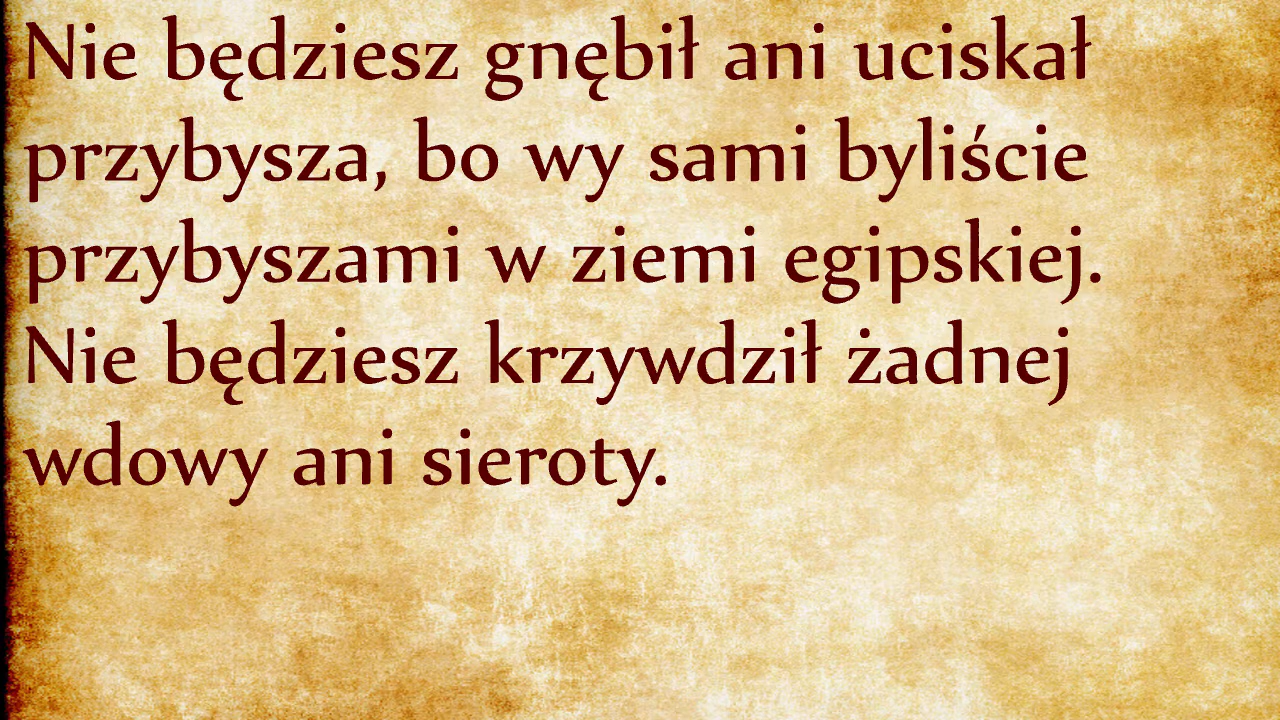 Nie będziesz gnębił ani uciskał
przybysza, bo wy sami byliście
przybyszami w ziemi egipskiej.
Nie będziesz krzywdził żadnej
wdowy ani sieroty.